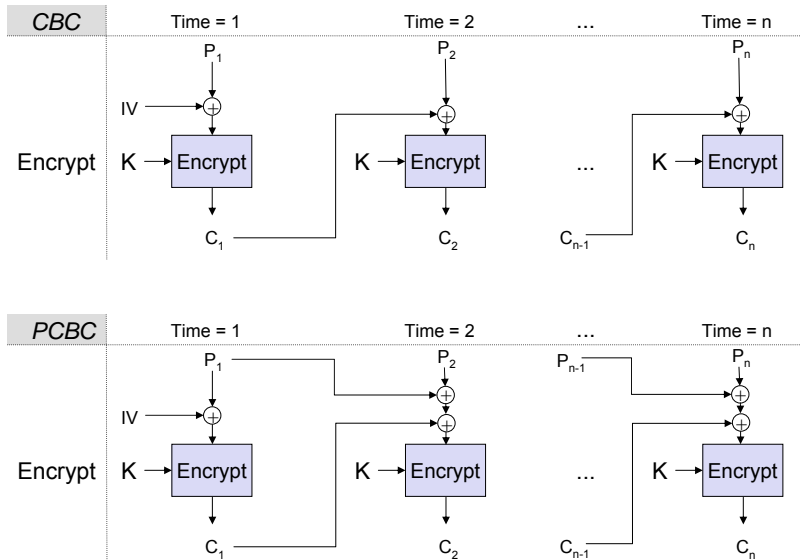 CBC Time = 1 Time = 2 ... Time = n
P1 P2 Pn
IV
Encrypt K Encrypt K Encrypt ... K Encrypt
C1 C2 Cn-1 Cn
PCBC Time = 1 Time = 2 ... Time = n
P1 P2 Pn-1 Pn
IV
Encrypt K Encrypt K Encrypt ... K Encrypt
C1 C2 Cn-1 Cn